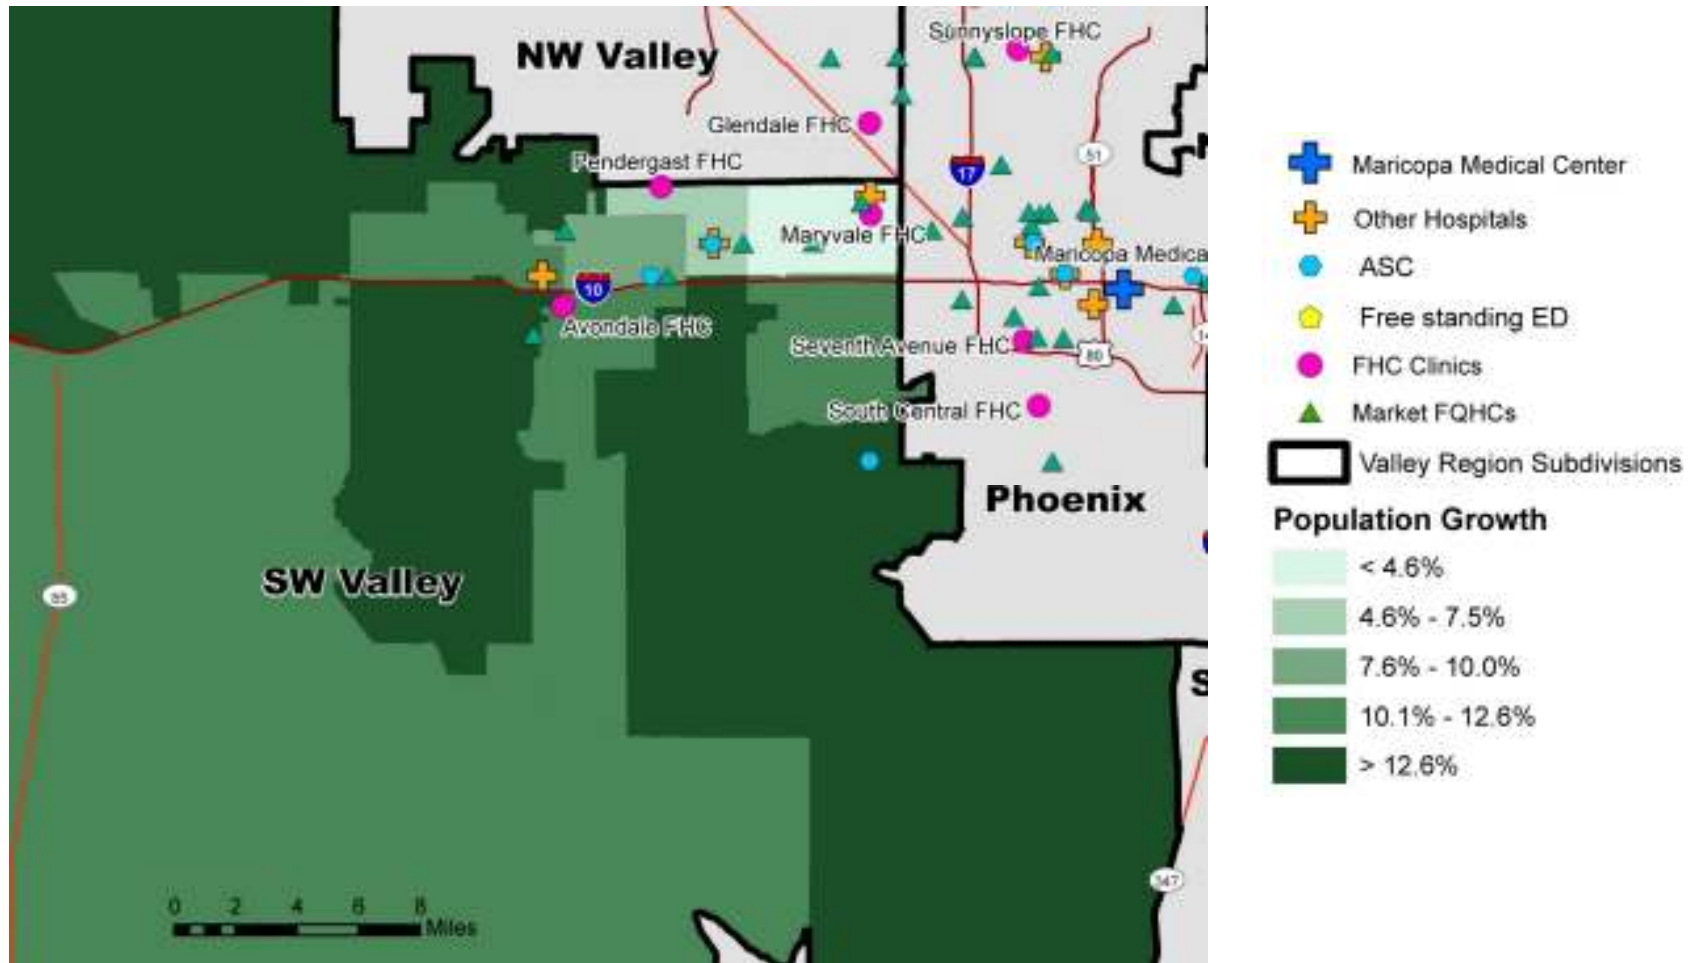 Sunnyslope FHC
NW Valley
Glendale FHC
51
Pendergast FHC
17
Maryvale FHC
Maricopa Medica
10
Avondale FHC
Seventh Avenue FHC
60
South Central FHC
Phoenix
SW Valley
85
S
347
0 2 4 6 8
Miles
Maricopa Medical Center
Other Hospitals
ASC
Free standing ED
FHC Clinics
Market FQHCs
Valley Region Subdivisions
Population Growth
< 4.6%
4.6% - 7.5%
7.6% - 10.0%
10.1% - 12.6%
> 12.6%